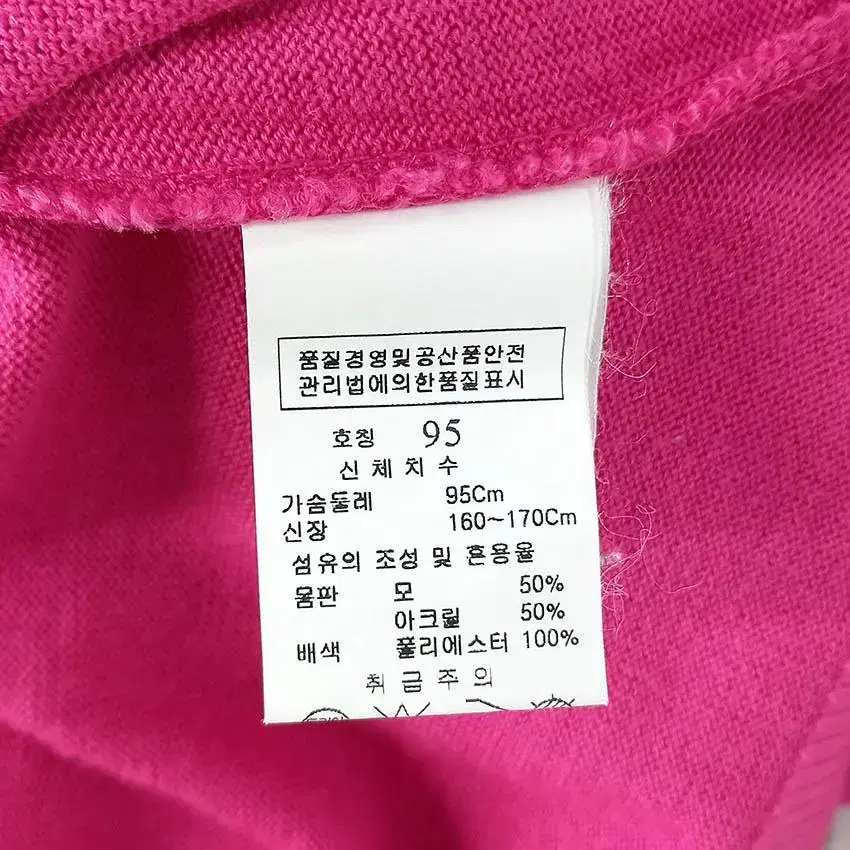 품질경영및공산품안전
관리법에의한품질표시
호칭 95
신체치수
가슴둘레 95Cm
신장 160~170Cm
섬유의 조성 및 혼용율
몸판 모 50%
아크릴 50%
배색 폴리에스터 100%
취급주의